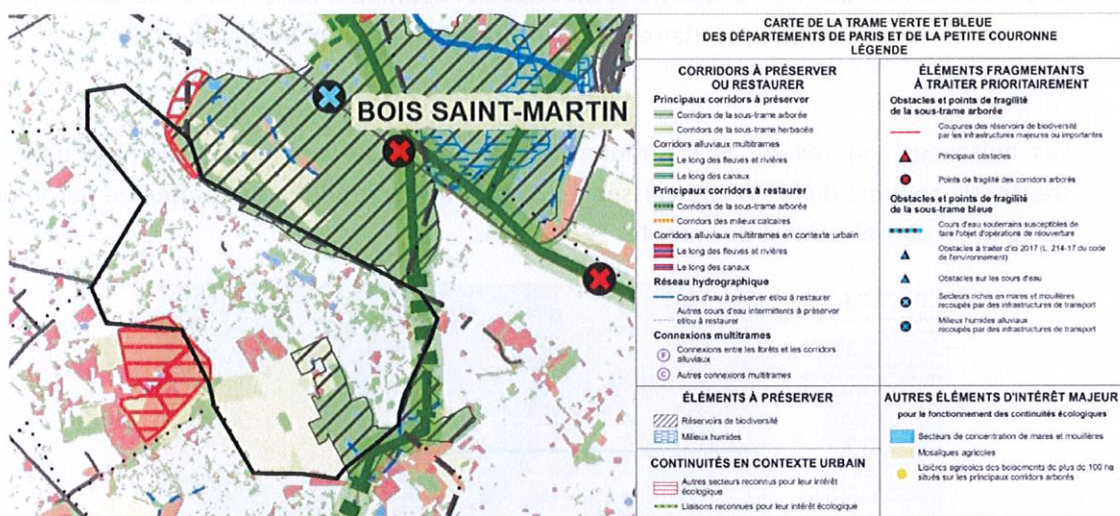 BOIS SAINT-MARTIN
CARTE DE LA TRAME VERTE ET BLEUE
DES DÉPARTEMENTS DE PARIS ET DE LA PETITE COURONNE
LÉGENDE
CORRIDORS À PRÉSERVER
OU RESTAURER
Principaux corridors à préserver
Corridors de la sous-trame arborée
Corridors de la sous-trame herbacée
Corridors alluviaux multitrames
Le long des fleuves et rivières
Le long des canaux
Principaux corridors à restaurer
Corridors de la sous-trame arborée
Corridors des milieux calcaires
Corridors alluviaux multitrames en contexte urbain
Le long des fleuves et rivières
Le long des canaux
Réseau hydrographique
Cours d'eau à préserver et/ou à restaurer
Autres cours d'eau intermittents à préserver
et/ou à restaurer
Connexions multitrames
F
Connexions entre les forêts et les corridors
alluviaux
C
Autres connexions multitrames
ÉLÉMENTS À PRÉSERVER
Réservoirs de biodiversité
Milieux humides
CONTINUITÉS EN CONTEXTE URBAIN
Autres secteurs reconnus pour leur intérêt
écologique
Liaisons reconnues pour leur intérêt écologique
ÉLÉMENTS FRAGMENTANTS
À TRAITER PRIORITAIREMENT
Obstacles et points de fragilité
de la sous-trame arborée
Coupures des réservoirs de biodiversité
par les infrastructures majeures ou importantes
Principaux obstacles
Points de fragilité des corridors arborés
Obstacles et points de fragilité
de la sous-trame bleue
Cours d'eau souterrains susceptibles de
faire l'objet d'opérations de réouverture
Obstacles à traiter d'ici 2017 (L. 214-17 du code
de l'environnement)
Obstacles sur les cours d'eau
Secteurs riches en mares et mouillères
recoupés par des infrastructures de transport
Milieux humides alluviaux
recoupés par des infrastructures de transport
AUTRES ÉLÉMENTS D'INTÉRÊT MAJEUR
pour le fonctionnement des continuités écologiques
Secteurs de concentration de mares et mouillères
Mosaïques agricoles
Lisières agricoles des boisements de plus de 100 ha
situés sur les principaux corridors arborés